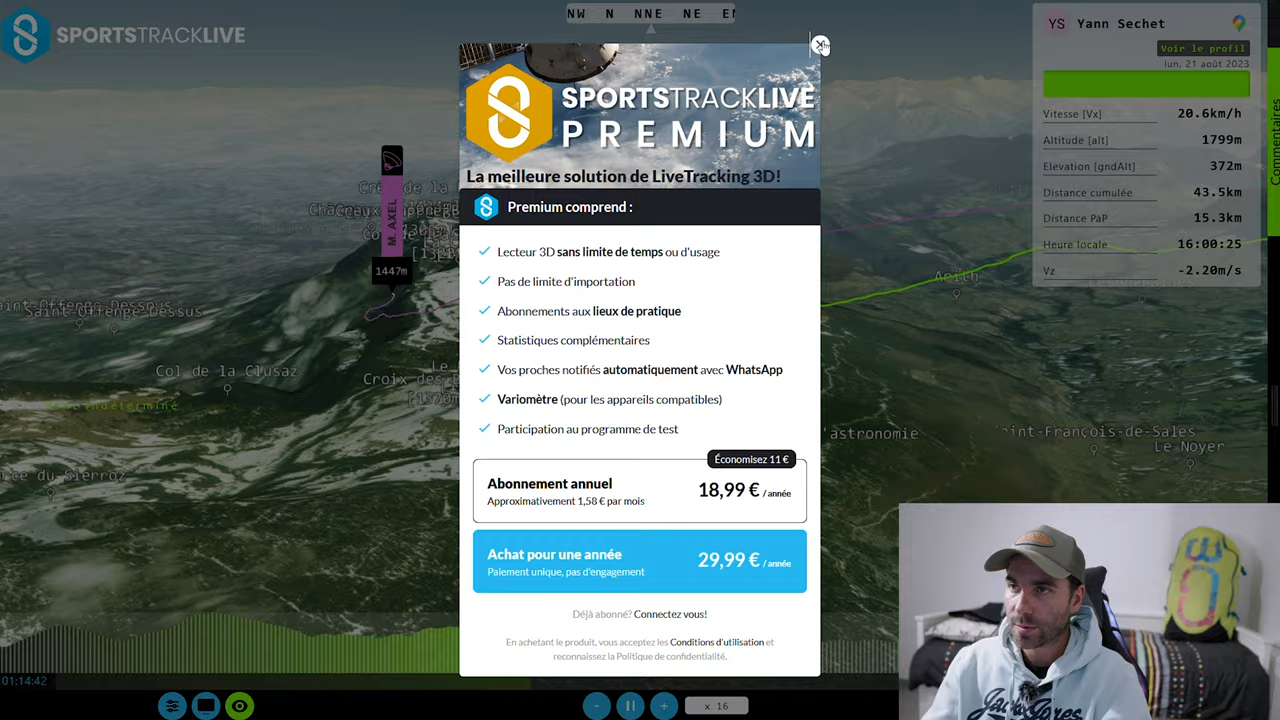 NW N NNE NE
SPORTSTRACKLIVE
YS Yann Sechet
Voir le profil
lun. 21 août 2023
Vitesse [Vx] 20.6km/h
Altitude [alt] 1799m
Elevation [gndAlt] 372m
Distance cumulée 43.5km
Distance PaP 15.3km
Heure locale 16:00:25
Vz -2.20m/s
Commentaires
SPORTSTRACKLIVE
PREMIUM
La meilleure solution de LiveTracking 3D!
Premium comprend :
Lecteur 3D sans limite de temps ou d'usage
Pas de limite d'importation
Abonnements aux lieux de pratique
Statistiques complémentaires
Vos proches notifiés automatiquement avec WhatsApp
Variomètre (pour les appareils compatibles)
Participation au programme de test
Économisez 11 €
Abonnement annuel
18,99 € / année
Approximativement 1,58 € par mois
Achat pour une année
29,99 € / année
Paiement unique, pas d'engagement
Déjà abonné? Connectez vous!
En achetant le produit, vous acceptez les Conditions d'utilisation et
reconnaissez la Politique de confidentialité.
M. AXEL
1447m
Saint-Offenge-Dessus
Col de la Clusaz
Arith
'astronomie
int-François-de-Sales
Le Noyer
01:14:42
- + x 16